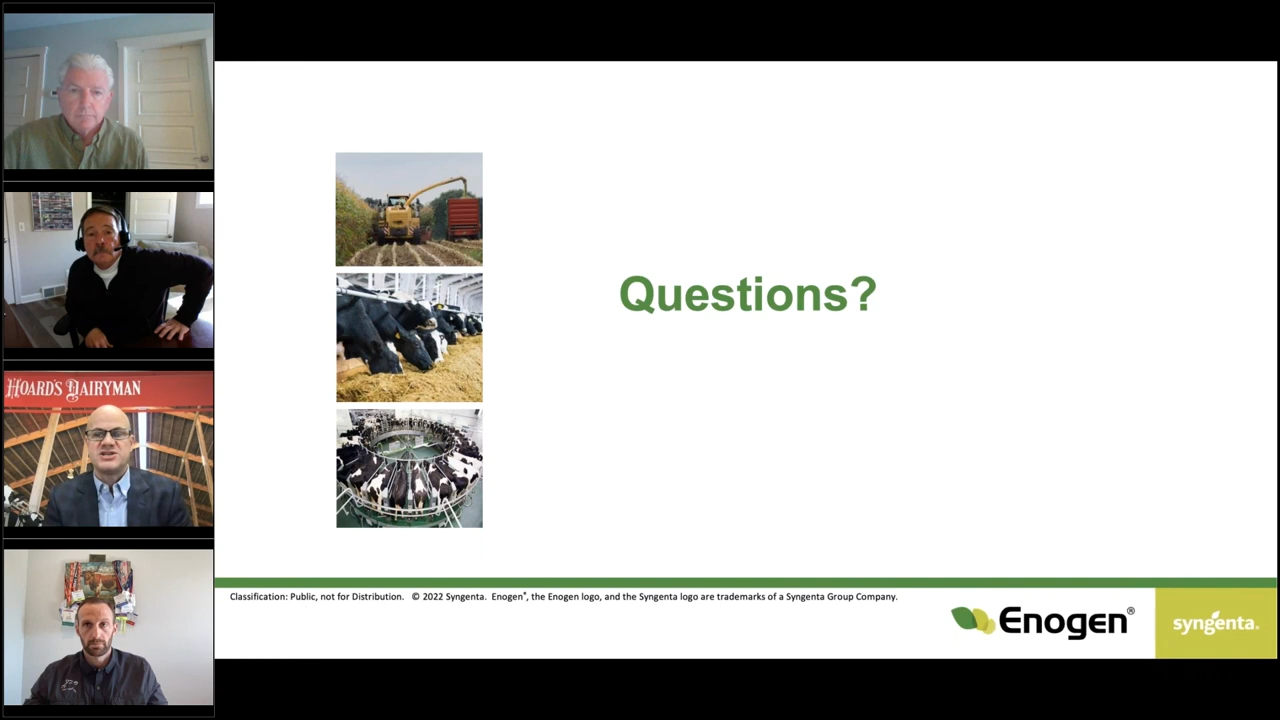 HOARD'S DAIRYMAN
Questions?
Classification: Public, not for Distribution. © 2022 Syngenta. Enogen®, the Enogen logo, and the Syngenta logo are trademarks of a Syngenta Group Company.
Enogen®
syngenta.